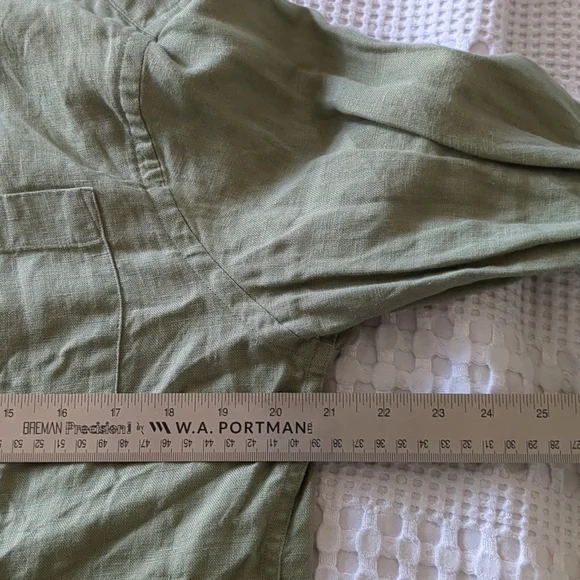 15 16 17 18 19 20 21 22 23 24 25
BREMAN Precision W.A. PORTMAN
53 52 51 50 49 48 47 46 45 44 43 42 41 40 39 38 37 36 35 34 33 32 31 30 29 28 27